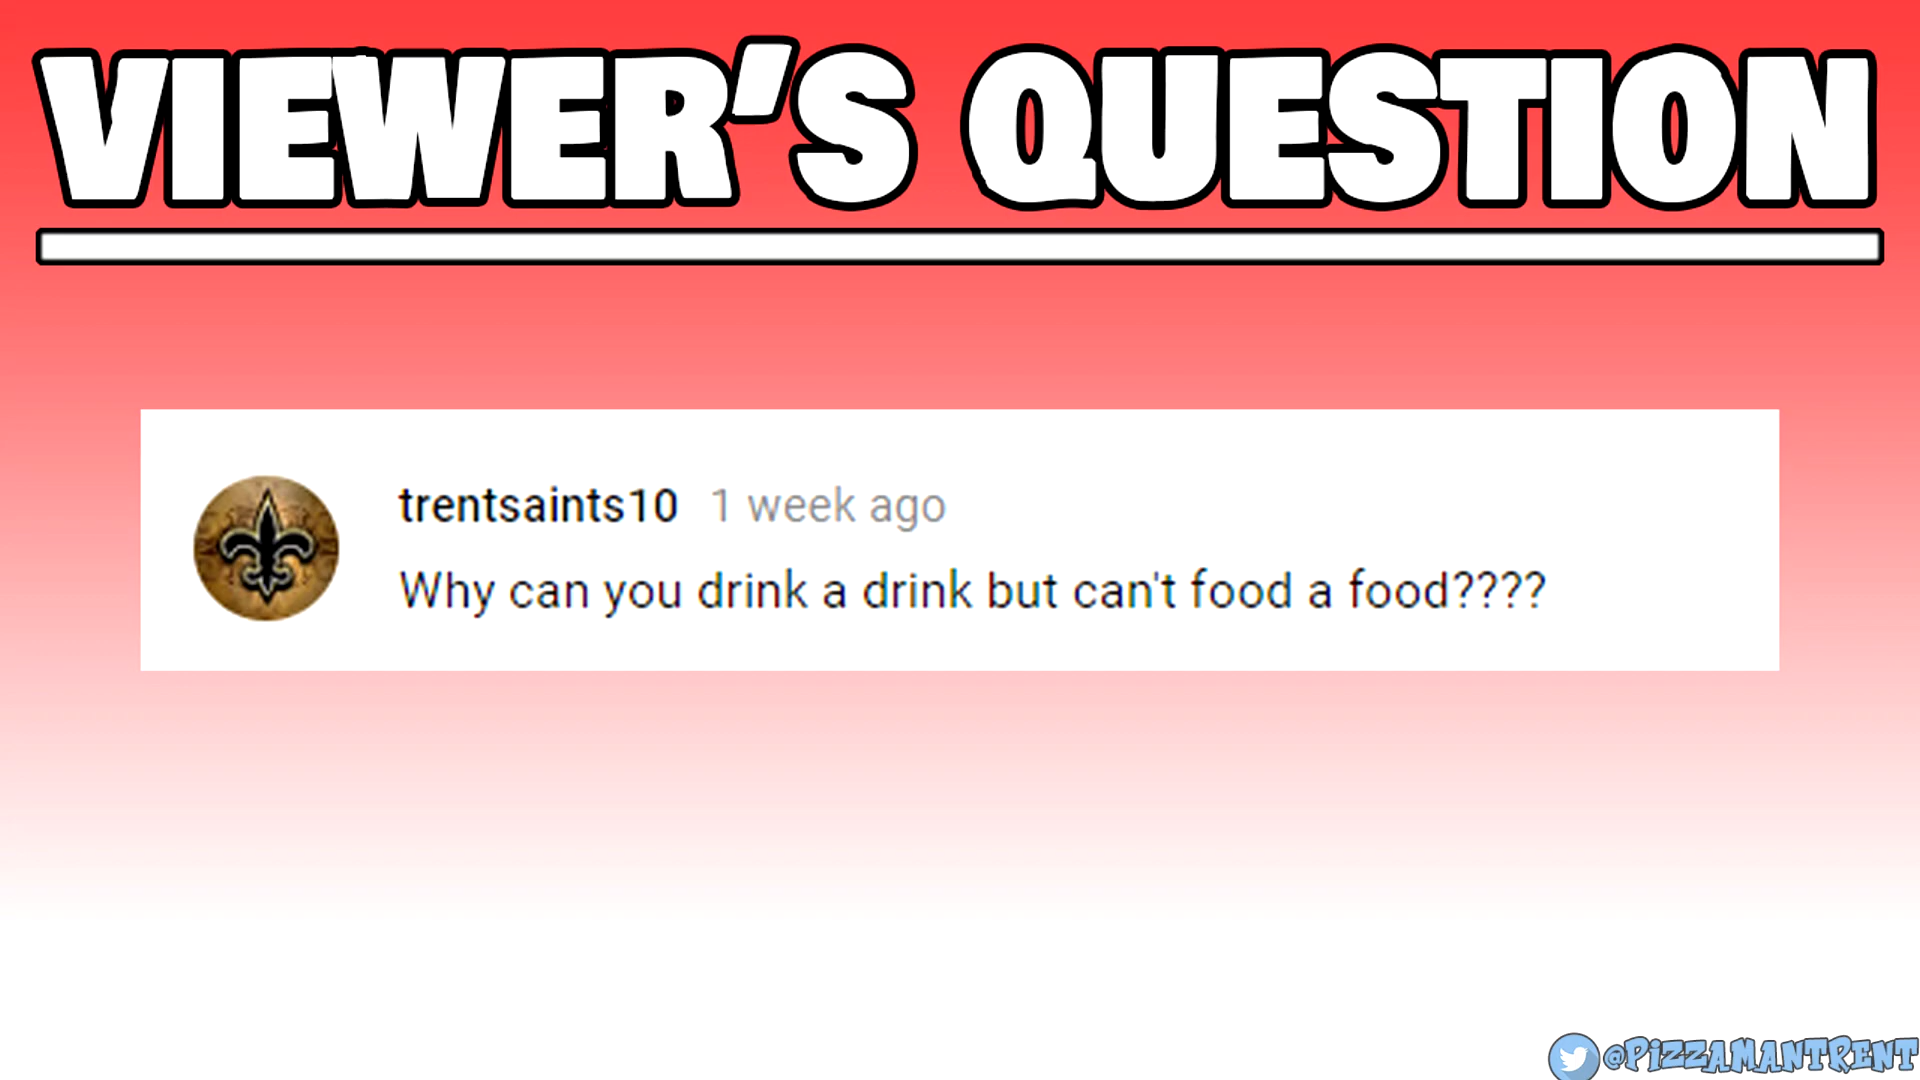 VIEWER'S QUESTION
trentsaints10 1 week ago
Why can you drink a drink but can't food a food????
@PIZZAMANTRENT